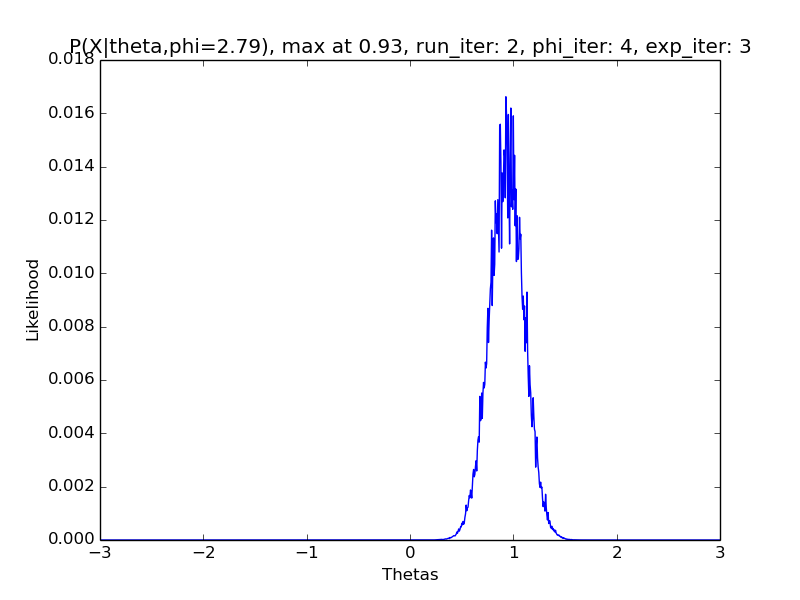 P(X|theta,phi=2.79), max at 0.93, run_iter: 2, phi_iter: 4, exp_iter: 3
0.018
0.016
0.014
0.012
0.010
0.008
0.006
0.004
0.002
0.000
Likelihood
−3 −2 −1 0 1 2 3
Thetas